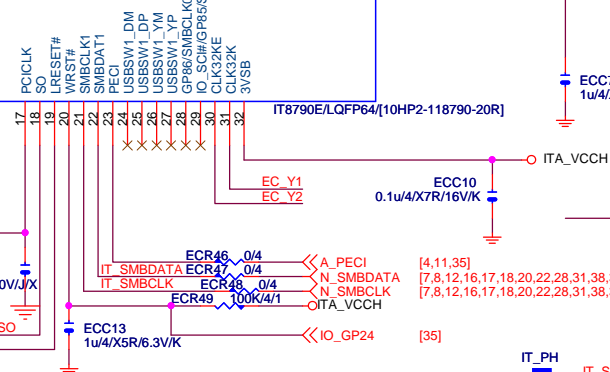 PCICLK
SO
LRESET#
WRST#
SMBCLK1
SMBDAT1
PECI
USBSW1_DM
USBSW1_DP
USBSW1_YM
USBSW1_YP
GP86/SMBCLK
IO_SCI#/GP85/S
CLK32KE
CLK32K
3VSB
17
18
19
20
21
22
23
24
25
26
27
28
29
30
31
32
IT8790E/LQFP64/[10HP2-118790-20R]
1u/4/
ITA_VCCH
EC_Y1
EC_Y2
ECC10
0.1u/4/X7R/16V/K
ECR46 0/4
A_PECI [4,11,35]
IT_SMBDATA ECR47 0/4
N_SMBDATA [7,8,12,16,17,18,20,22,28,31,38,
IT_SMBCLK ECR48 0/4
N_SMBCLK [7,8,12,16,17,18,20,22,28,31,38,
ECR49 100K/4/1
ITA_VCCH
0V/J/X
SO
ECC13
1u/4/X5R/6.3V/K
IO_GP24 [35]
IT_PH